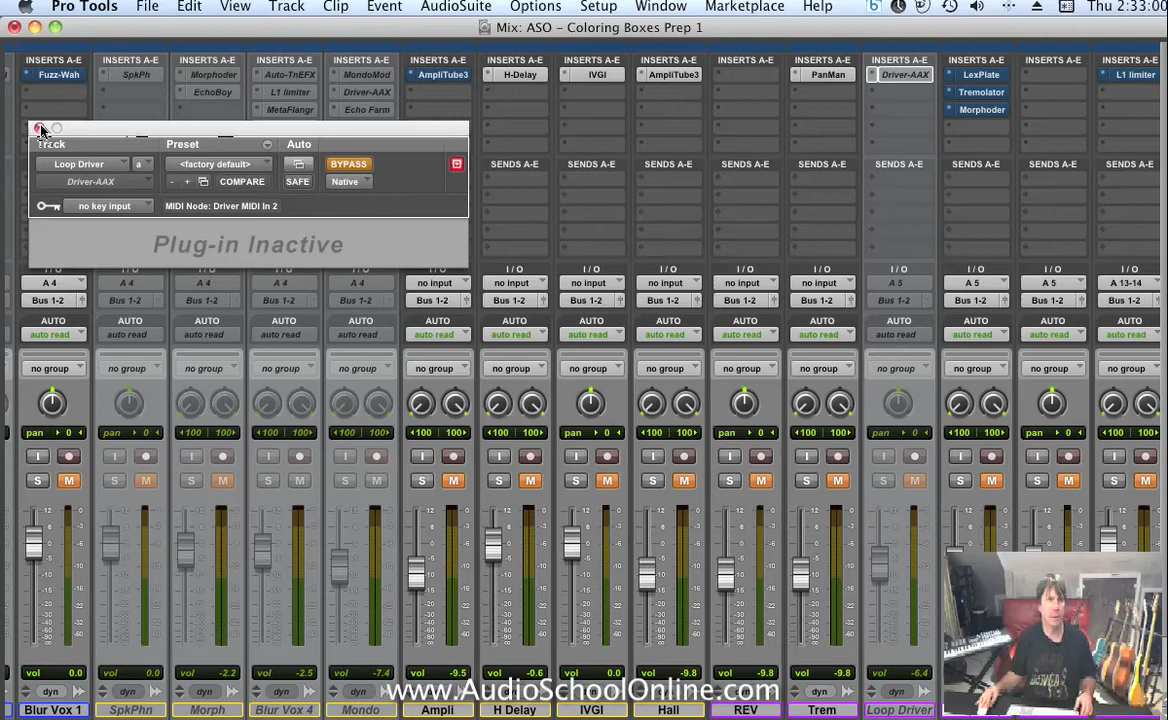 Pro Tools File Edit View Track Clip Event AudioSuite Options Setup Window Marketplace Help Thu 2:33:00
Mix: ASO - Coloring Boxes Prep 1
INSERTS A-E INSERTS A-E INSERTS A-E INSERTS A-E INSERTS A-E INSERTS A-E INSERTS A-E INSERTS A-E INSERTS A-E INSERTS A-E INSERTS A-E INSERTS A-E INSERTS A-E INSERTS A-E INSERTS A-E
Fuzz-Wah SpkPh Morphoder Auto-TnEFX MondoMod AmpliTube3 H-Delay IVGI AmpliTube3 PanMan Driver-AAX LexPlate L1 limiter
EchoBoy L1 limiter Driver-AAX Tremolator
MetaFlangr Echo Farm Morphoder
Track Preset Auto
Loop Driver a <factory default> BYPASS
Driver-AAX - + COMPARE SAFE Native
no key input MIDI Node: Driver MIDI In 2
Plug-in Inactive
SENDS A-E SENDS A-E SENDS A-E SENDS A-E SENDS A-E SENDS A-E SENDS A-E SENDS A-E SENDS A-E
I / O I / O I / O I / O I / O I / O I / O I / O I / O I / O I / O I / O I / O I / O I / O
A 4 A 4 A 4 A 4 A 4 no input no input no input no input no input no input A 5 A 5 A 5 A 13-14
Bus 1-2 Bus 1-2 Bus 1-2 Bus 1-2 Bus 1-2 Bus 1-2 Bus 1-2 Bus 1-2 Bus 1-2 Bus 1-2 Bus 1-2 Bus 1-2 Bus 1-2 Bus 1-2 Bus 1-2
AUTO AUTO AUTO AUTO AUTO AUTO AUTO AUTO AUTO AUTO AUTO AUTO AUTO AUTO AUTO
auto read auto read auto read auto read auto read auto read auto read auto read auto read auto read auto read auto read auto read auto read auto read
no group no group no group no group no group no group no group no group no group no group no group no group no group no group no group
pan 0 pan 0 100 100 100 100 100 100 100 100 100 100 pan 0 100 100 pan 0 100 100 pan 0 100 100 pan 0 100 100
I I I I I I I I I I I I I I I
S M S M S M S M S M S M S M S M S M S M S M S M S M S M S M
vol 0.0 vol 0.0 vol -2.2 vol -2.5 vol -7.4 vol -9.5 vol -0.6 vol 0.0 vol -9.8 vol -9.8 vol -9.8 vol -6.4
dyn dyn dyn dyn dyn dyn dyn
www.AudioSchoolOnline.com
Blur Vox 1 SpkPhn Morph Blur Vox 4 Mondo Ampli H Delay IVGI Hall REV Trem Loop Driver